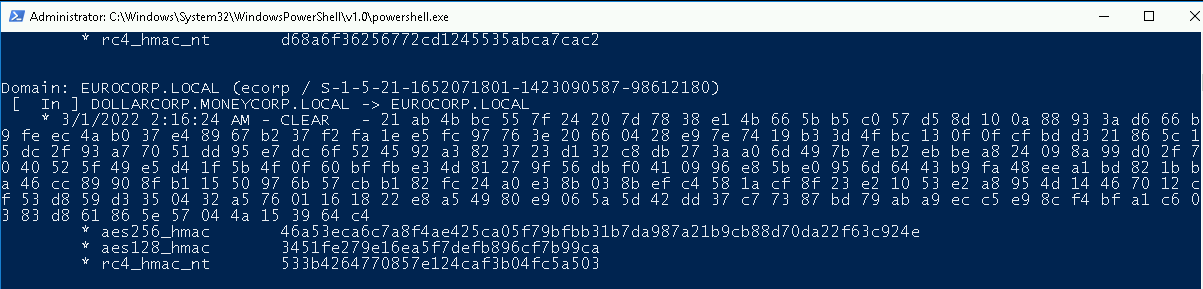 Administrator: C:\Windows\System32\WindowsPowerShell\v1.0\powershell.exe
* rc4_hmac_nt d68a6f36256772cd1245535abca7cac2
Domain: EUROCORP.LOCAL (ecorp / S-1-5-21-1652071801-1423090587-98612180)
[ In ] DOLLARCORP.MONEYCORP.LOCAL -> EUROCORP.LOCAL
* 3/1/2022 2:16:24 AM - CLEAR - 21 ab 4b bc 55 7f 24 20 7d 78 38 e1 4b 66 5b b5 c0 57 d5 8d 10 0a 88 93 3a d6 66 b
9 fe ec 4a b0 37 e4 89 67 b2 37 f2 fa 1e e5 fc 97 76 3e 20 66 04 28 e9 7e 74 19 b3 3d 4f bc 13 0f 0f cf bd d3 21 86 5c 1
5 dc 2f 93 a7 70 51 dd 95 e7 dc 6f 52 45 92 a3 82 37 23 d1 32 c8 db 27 3a a0 6d 49 7b 7e b2 eb be a8 24 09 8a 99 d0 2f 7
0 40 52 5f 49 e5 d4 1f 5b 4f 0f 60 bf fb e3 4d 81 27 9f 56 db f0 41 09 96 e8 5b e0 95 6d 64 43 b9 fa 48 ee a1 bd 82 1b b
a 46 cc 89 90 8f b1 15 50 97 6b 57 cb b1 82 fc 24 a0 e3 8b 03 8b ef c4 58 1a cf 8f 23 e2 10 53 e2 a8 95 4d 14 46 70 12 c
f 53 d8 59 d3 35 04 32 a5 76 01 16 18 22 e8 a5 49 80 e9 06 5a 5d 42 dd 37 c7 73 87 bd 79 ab a9 ec c5 e9 8c f4 bf a1 c6 0
3 83 d8 61 86 5e 57 04 4a 15 39 64 c4
* aes256_hmac 46a53eca6c7a8f4ae425ca05f79bfbb31b7da987a21b9cb88d70da22f63c924e
* aes128_hmac 3451fe279e16ea5f7defb896cf7b99ca
* rc4_hmac_nt 533b4264770857e124caf3b04fc5a503